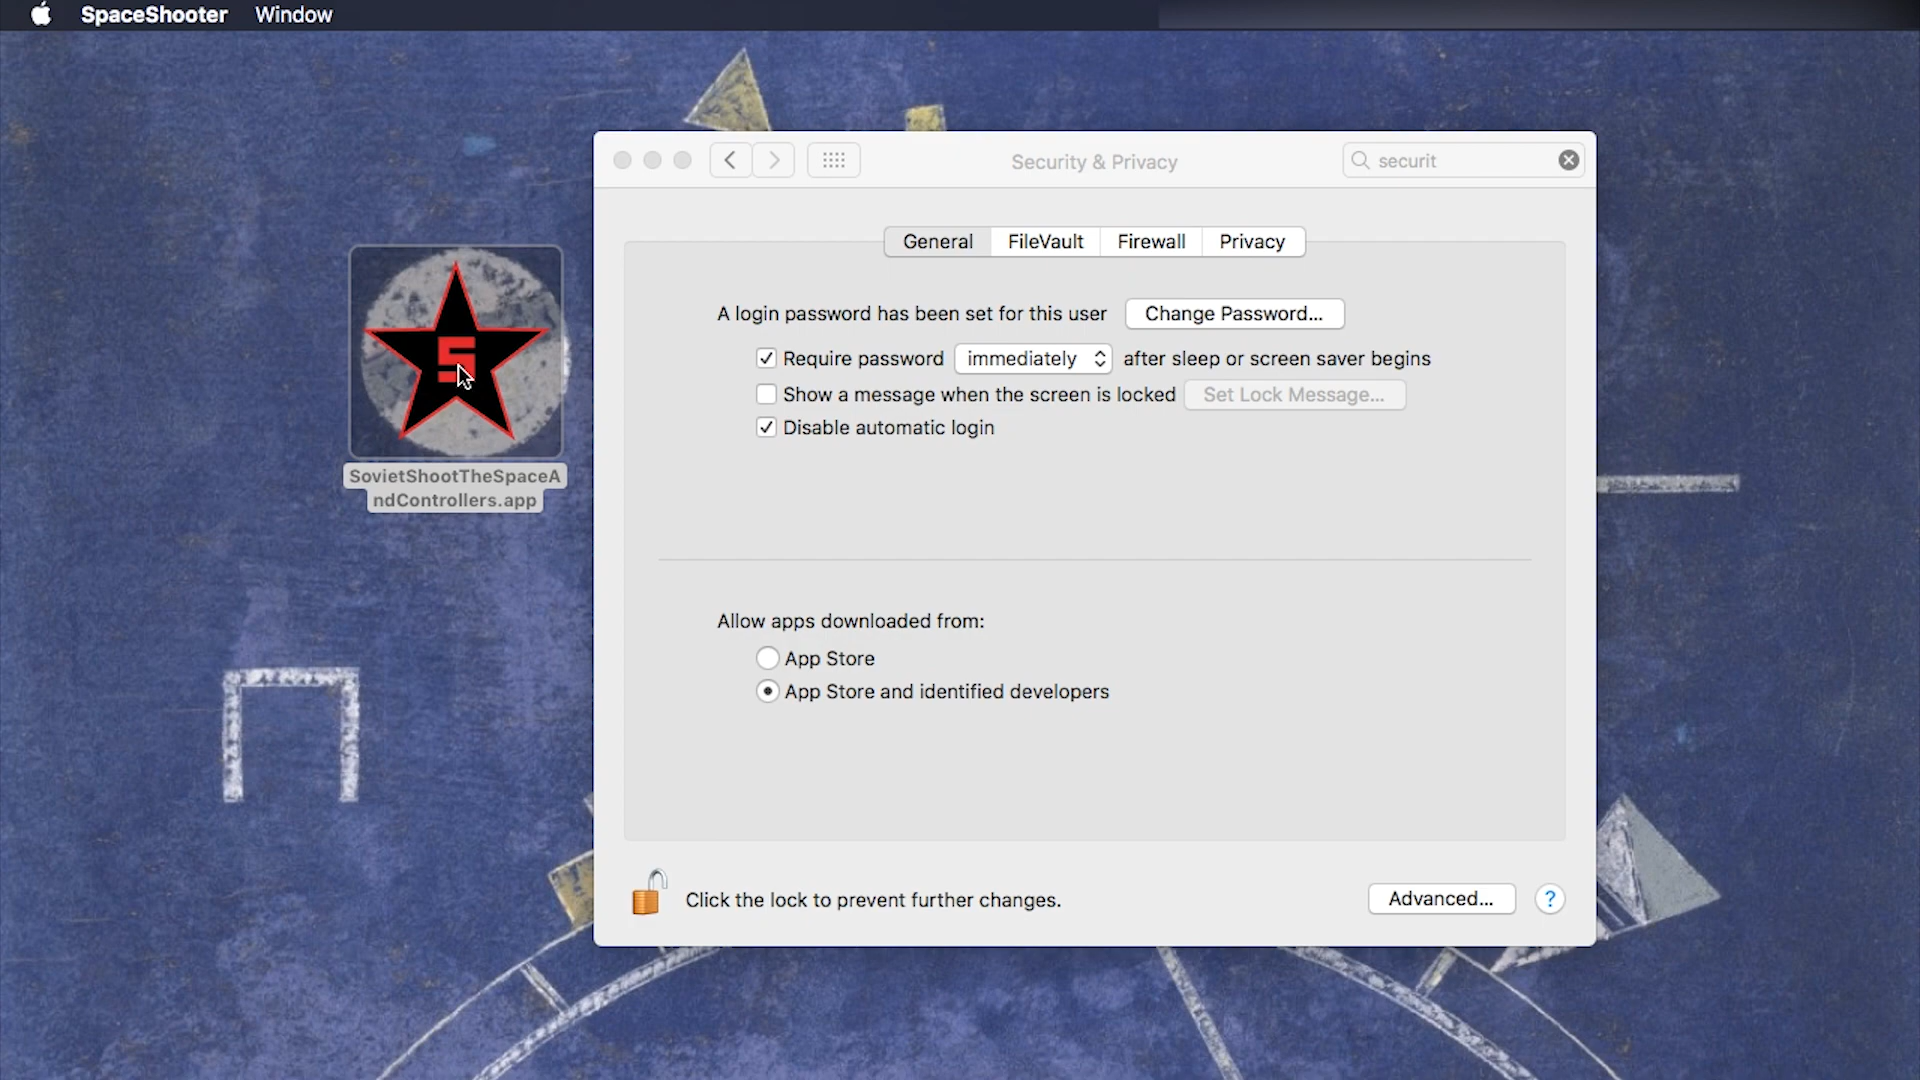 SpaceShooter Window
Security & Privacy
securit
General FileVault Firewall Privacy
A login password has been set for this user Change Password...
Require password immediately after sleep or screen saver begins
Show a message when the screen is locked Set Lock Message...
Disable automatic login
5
SovietShootTheSpaceA
ndControllers.app
Allow apps downloaded from:
App Store
App Store and identified developers
Click the lock to prevent further changes. Advanced... ?